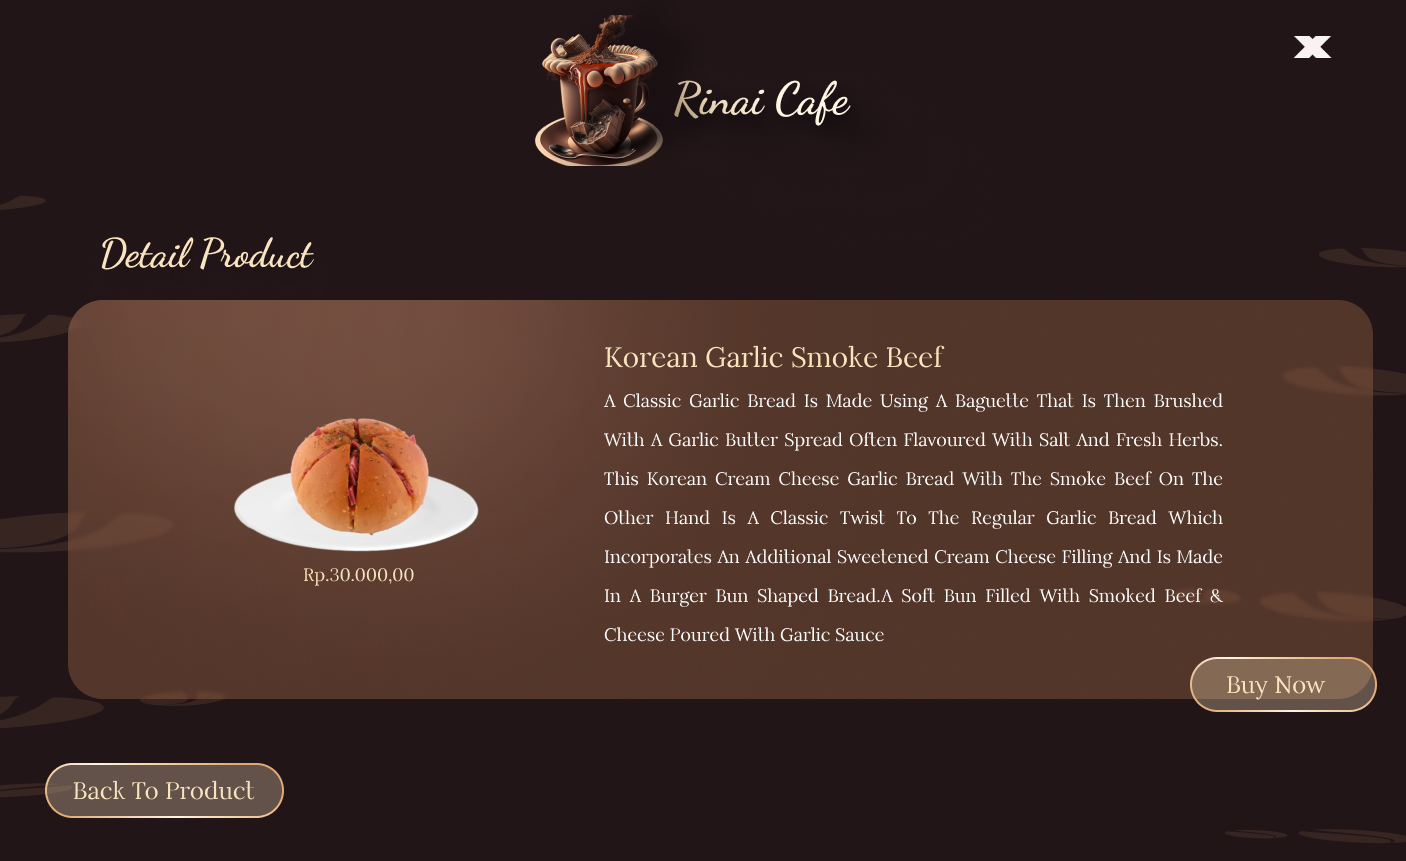 Rinai Cafe
X
Detail Product
Korean Garlic Smoke Beef
A Classic Garlic Bread Is Made Using A Baguette That Is Then Brushed
With A Garlic Butter Spread Often Flavoured With Salt And Fresh Herbs.
This Korean Cream Cheese Garlic Bread With The Smoke Beef On The
Other Hand Is A Classic Twist To The Regular Garlic Bread Which
Incorporates An Additional Sweetened Cream Cheese Filling And Is Made
In A Burger Bun Shaped Bread.A Soft Bun Filled With Smoked Beef &
Cheese Poured With Garlic Sauce
Rp.30.000,00
Buy Now
Back To Product